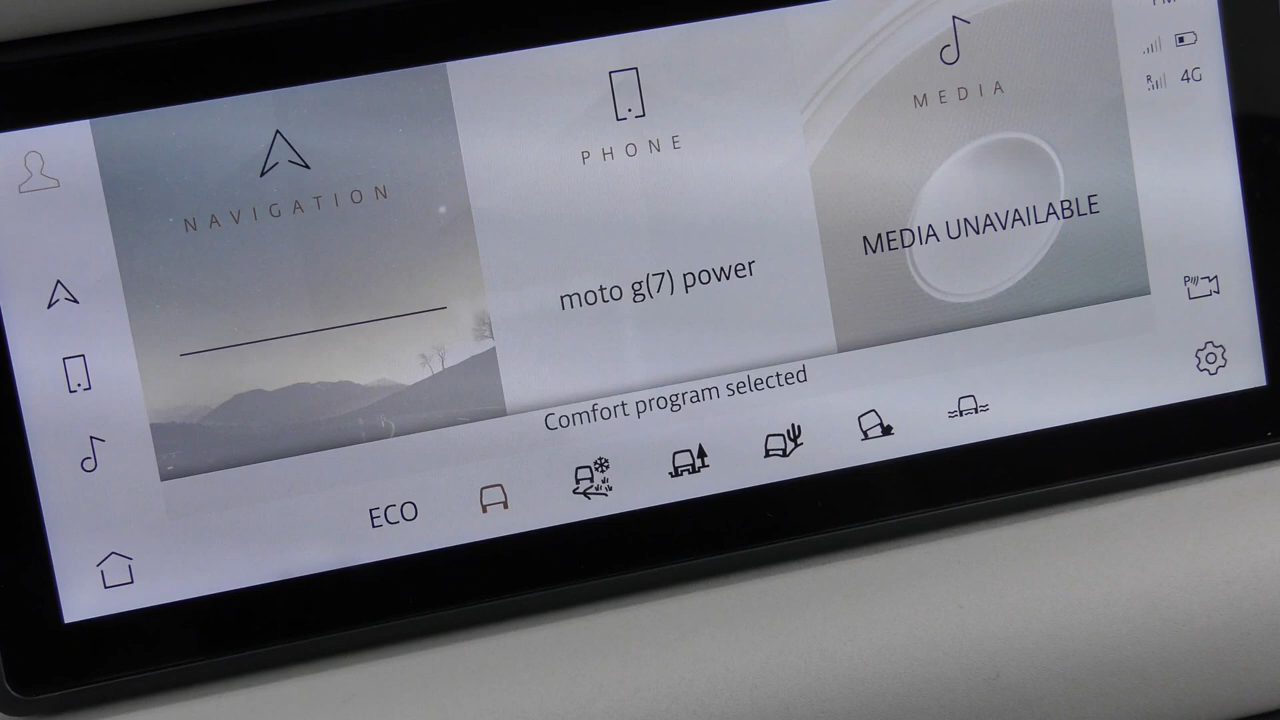 NAVIGATION
PHONE
moto g(7) power
MEDIA
MEDIA UNAVAILABLE
R
4G
P
Comfort program selected
ECO